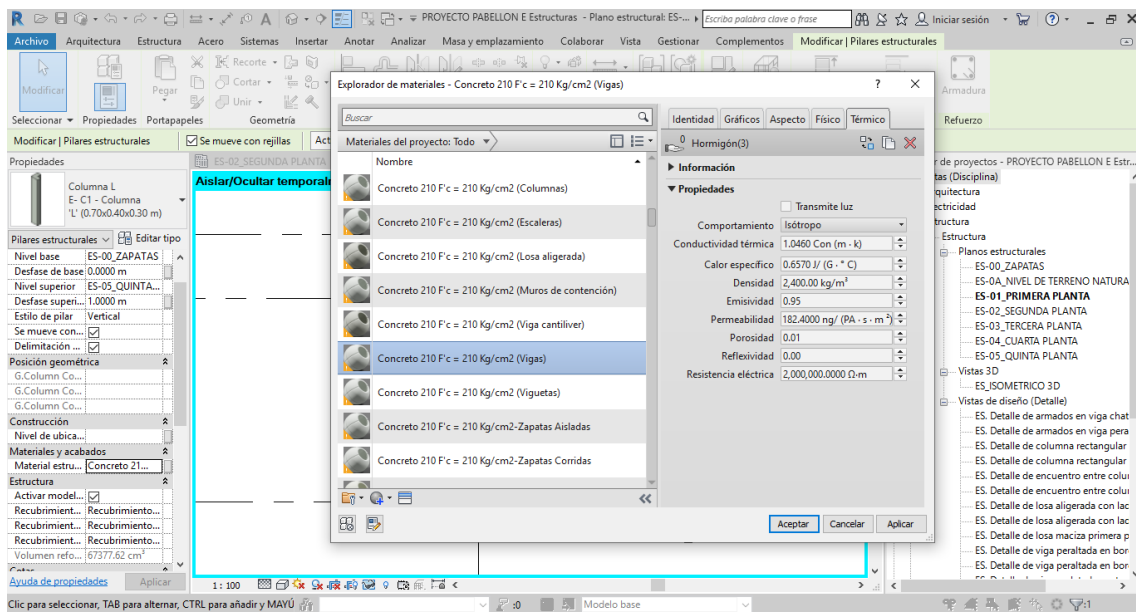 PROYECTO PABELLON E Estructuras - Plano estructural: ES-...
Escriba palabra clave o frase
Iniciar sesión
Archivo Arquitectura Estructura Acero Sistemas Insertar Anotar Analizar Masa y emplazamiento Colaborar Vista Gestionar Complementos Modificar | Pilares estructurales
Modificar
Pegar
Recorte
Cortar
Unir
Armadura
Seleccionar Propiedades Portapapeles Geometría Refuerzo
Modificar | Pilares estructurales
Se mueve con rejillas
Act
Propiedades
Columna L
E- C1 - Columna
'L' (0.70x0.40x0.30 m)
Pilares estructurales
Editar tipo
Nivel base ES-00_ZAPATAS
Desfase de base 0.0000 m
Nivel superior ES-05_QUINTA...
Desfase superi... 1.0000 m
Estilo de pilar Vertical
Se mueve con...
Delimitación ...
Posición geométrica
G.Column Co...
G.Column Co...
G.Column Co...
Construcción
Nivel de ubica...
Materiales y acabados
Material estru... Concreto 21...
Estructura
Activar model...
Recubrimient... Recubrimiento...
Recubrimient... Recubrimiento...
Recubrimient... Recubrimiento...
Volumen refo... 67377.62 cm³
Cotas
Ayuda de propiedades
Aplicar
ES-02_SEGUNDA PLANTA
Aislar/Ocultar temporal
Explorador de materiales - Concreto 210 F'c = 210 Kg/cm2 (Vigas)
? ×
Buscar
Materiales del proyecto: Todo
Nombre
Concreto 210 F'c = 210 Kg/cm2 (Columnas)
Concreto 210 F'c = 210 Kg/cm2 (Escaleras)
Concreto 210 F'c = 210 Kg/cm2 (Losa aligerada)
Concreto 210 F'c = 210 Kg/cm2 (Muros de contención)
Concreto 210 F'c = 210 Kg/cm2 (Viga cantiliver)
Concreto 210 F'c = 210 Kg/cm2 (Vigas)
Concreto 210 F'c = 210 Kg/cm2 (Viguetas)
Concreto 210 F'c = 210 Kg/cm2-Zapatas Aisladas
Concreto 210 F'c = 210 Kg/cm2-Zapatas Corridas
Identidad Gráficos Aspecto Físico Térmico
0 Hormigón(3)
Información
Propiedades
Transmite luz
Comportamiento Isótropo
Conductividad térmica 1.0460 Con (m · k)
Calor específico 0.6570 J/ (G · ° C)
Densidad 2,400.00 kg/m³
Emisividad 0.95
Permeabilidad 182.4000 ng/ (PA · s · m²)
Porosidad 0.01
Reflexividad 0.00
Resistencia eléctrica 2,000,000.0000 Ω·m
Aceptar Cancelar Aplicar
r de proyectos - PROYECTO PABELLON E Estr...
tas (Disciplina)
quitectura
ectricidad
tructura
Estructura
Planos estructurales
ES-00_ZAPATAS
ES-0A_NIVEL DE TERRENO NATURA
ES-01_PRIMERA PLANTA
ES-02_SEGUNDA PLANTA
ES-03_TERCERA PLANTA
ES-04_CUARTA PLANTA
ES-05_QUINTA PLANTA
Vistas 3D
ES_ISOMETRICO 3D
Vistas de diseño (Detalle)
ES. Detalle de armados en viga chat
ES. Detalle de armados en viga pera
ES. Detalle de columna rectangular
ES. Detalle de columna rectangular
ES. Detalle de encuentro entre colu
ES. Detalle de encuentro entre colu
ES. Detalle de losa aligerada con lac
ES. Detalle de losa aligerada con lac
ES. Detalle de losa maciza primera p
ES. Detalle de viga peraltada en bor
ES. Detalle de viga peraltada en bor
1 : 100
Clic para seleccionar, TAB para alternar, CTRL para añadir y MAYÚ
:0
Modelo base
:1